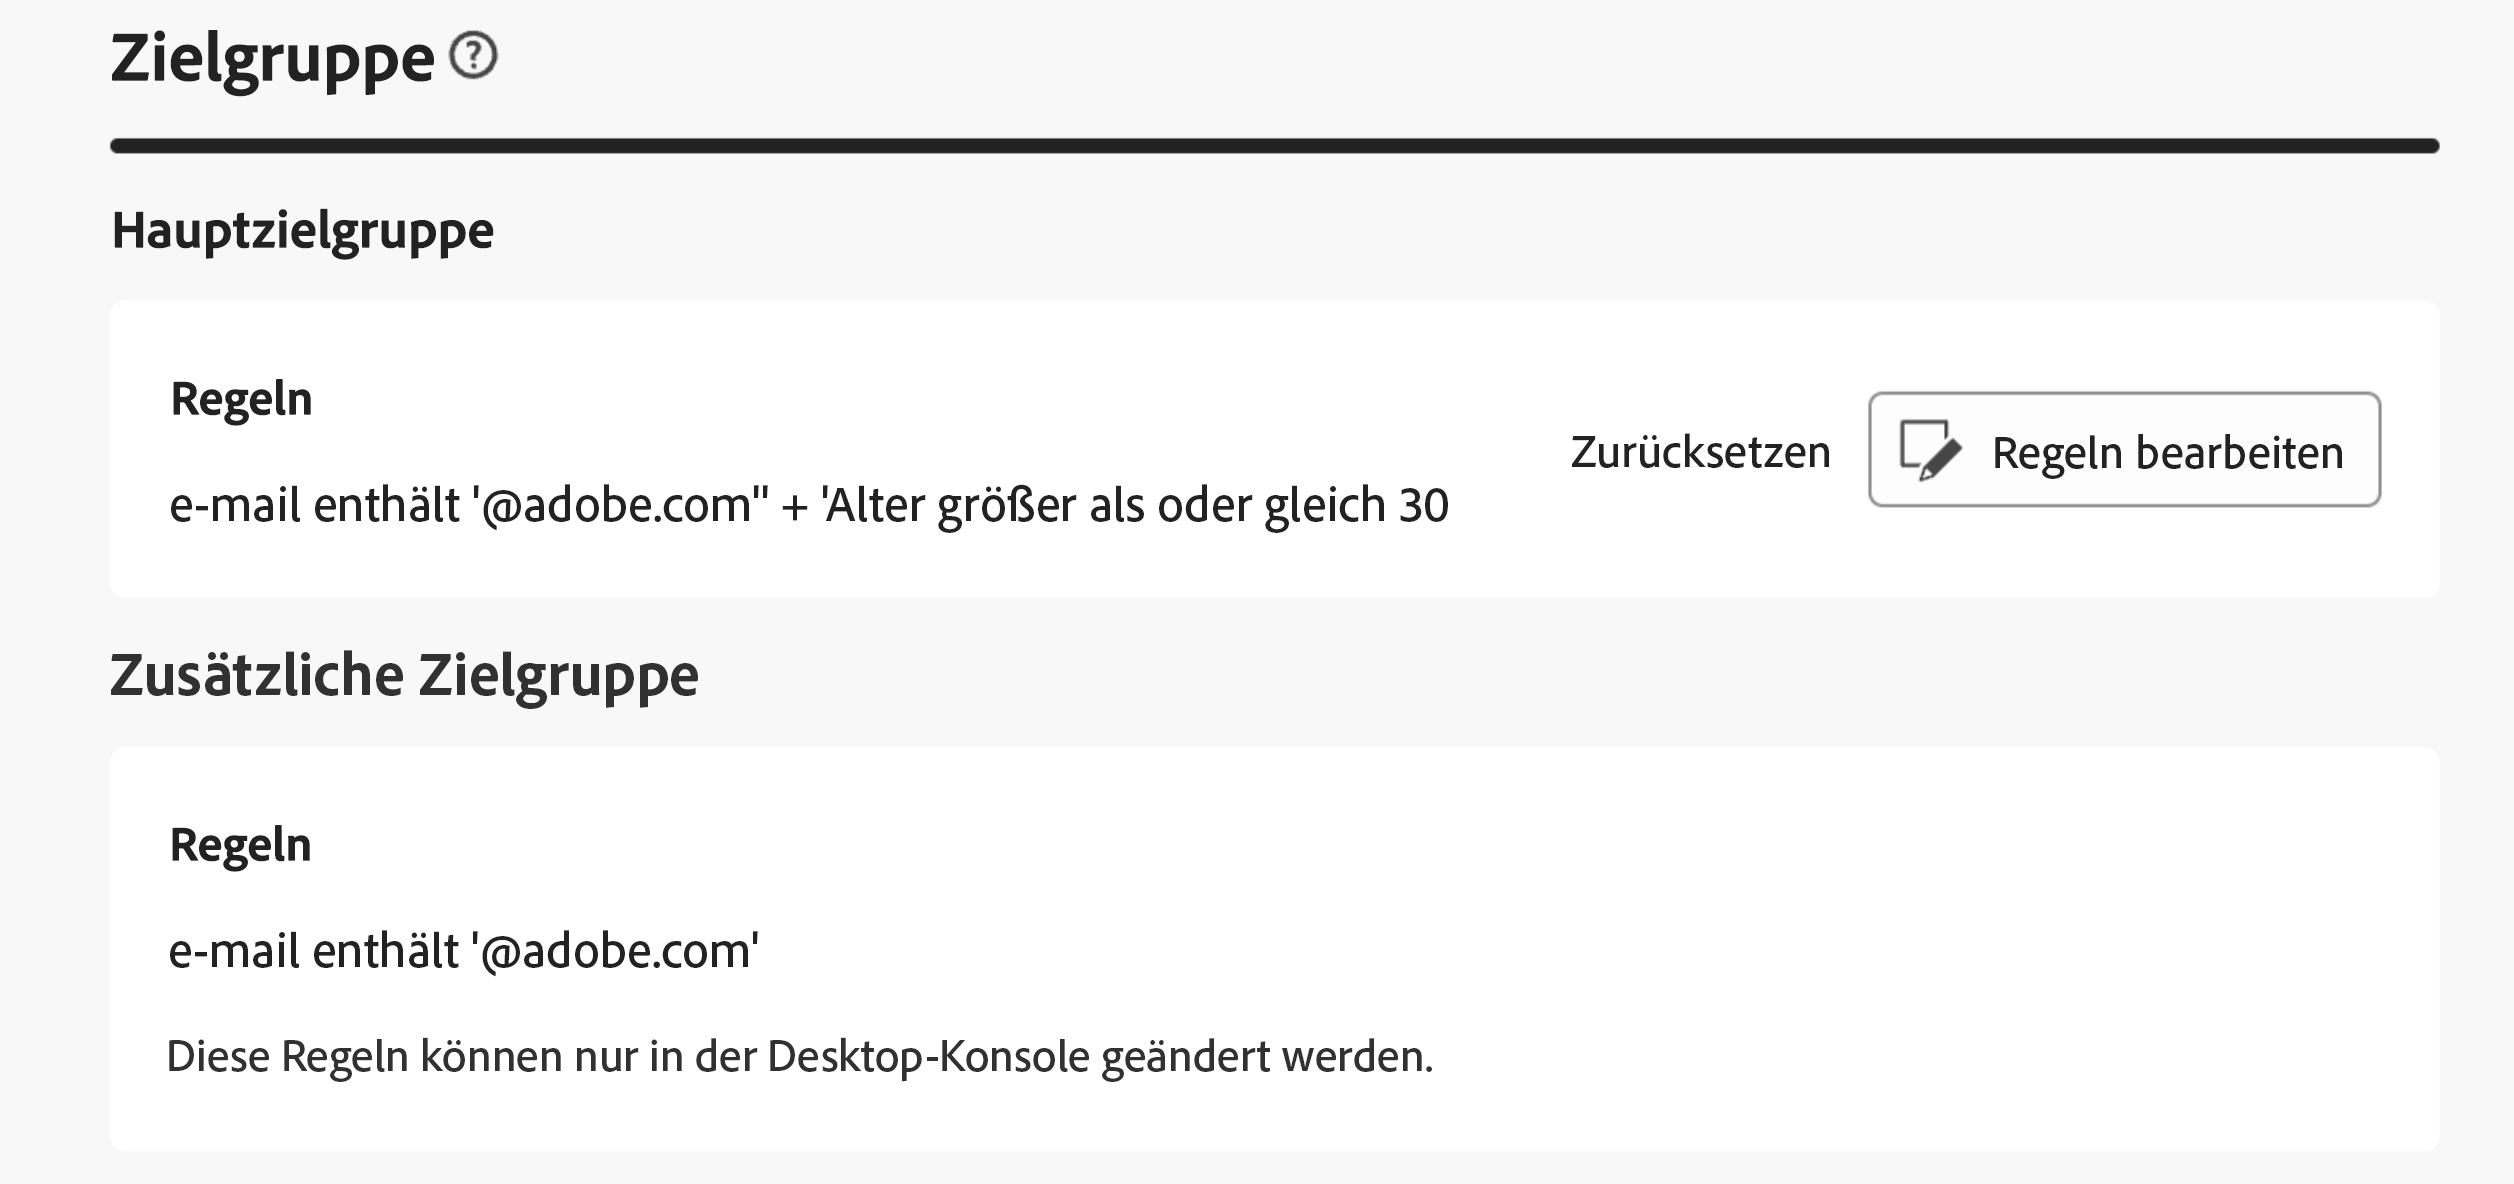 Zielgruppe
Hauptzielgruppe
Regeln
e-mail enthält '@adobe.com'' + 'Alter größer als oder gleich 30
Zurücksetzen
Regeln bearbeiten
Zusätzliche Zielgruppe
Regeln
e-mail enthält '@adobe.com'
Diese Regeln können nur in der Desktop-Konsole geändert werden.